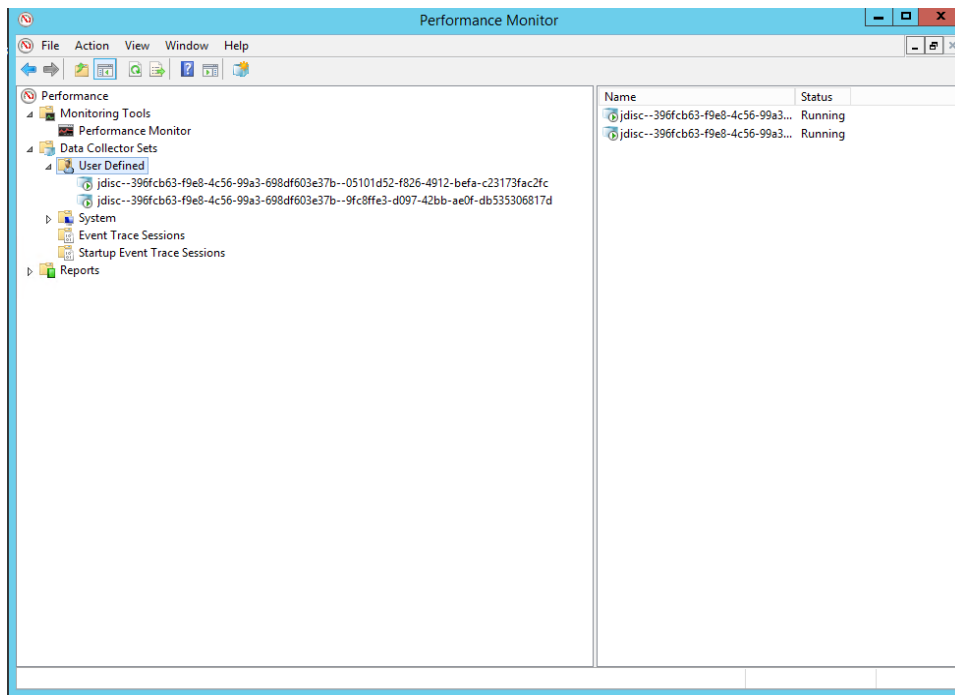 Performance Monitor
File Action View Window Help
Performance
Monitoring Tools
Performance Monitor
Data Collector Sets
User Defined
jdisc--396fcb63-f9e8-4c56-99a3-698df603e37b--05101d52-f826-4912-befa-c23173fac2fc
jdisc--396fcb63-f9e8-4c56-99a3-698df603e37b--9fc8ffe3-d097-42bb-ae0f-db535306817d
System
Event Trace Sessions
Startup Event Trace Sessions
Reports
Name Status
jdisc--396fcb63-f9e8-4c56-99a3... Running
jdisc--396fcb63-f9e8-4c56-99a3... Running